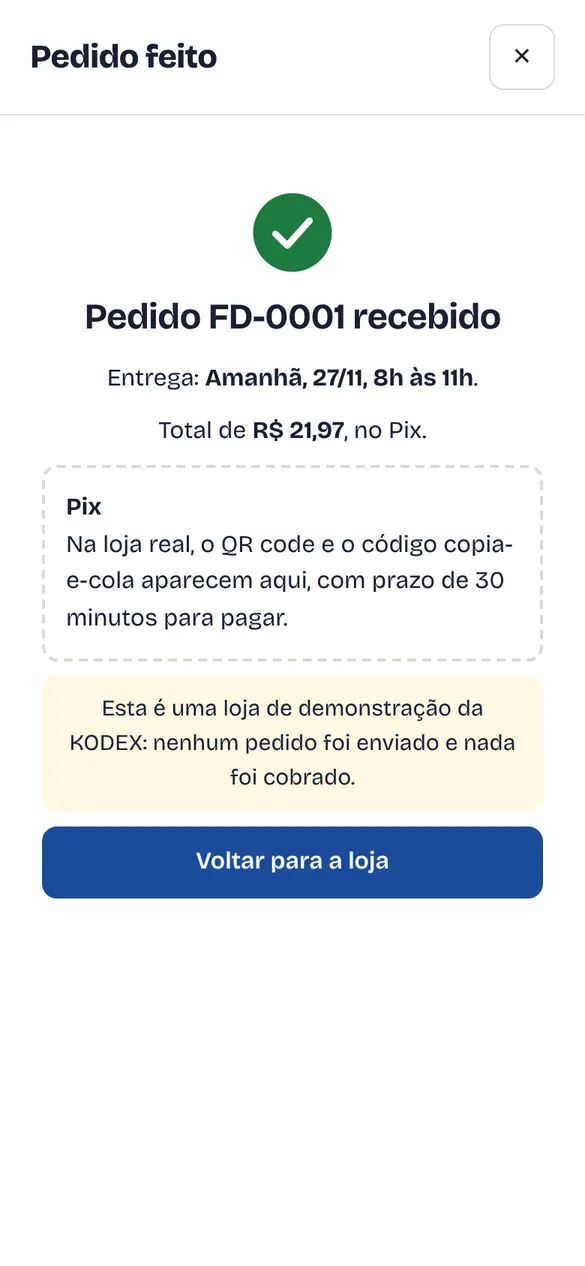 Pedido feito
×
Pedido FD-0001 recebido
Entrega: Amanhã, 27/11, 8h às 11h.
Total de R$ 21,97, no Pix.
Pix
Na loja real, o QR code e o código copia-
e-cola aparecem aqui, com prazo de 30
minutos para pagar.
Esta é uma loja de demonstração da
KODEX: nenhum pedido foi enviado e nada
foi cobrado.
Voltar para a loja